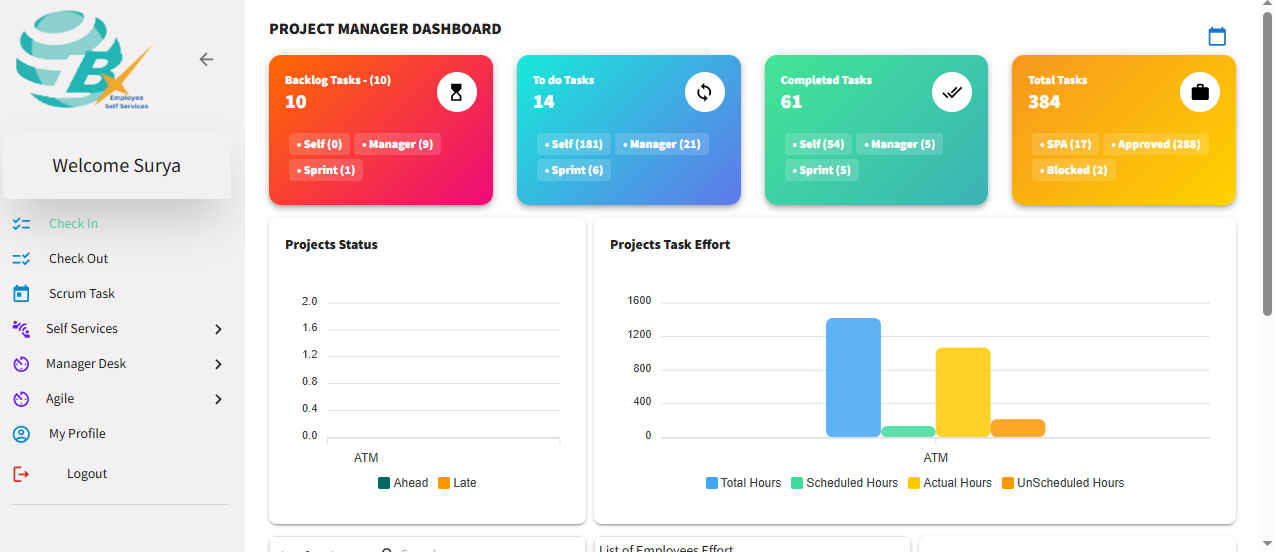 Bx
Employee
Self Services
Welcome Surya
Check In
Check Out
Scrum Task
Self Services
Manager Desk
Agile
My Profile
Logout
PROJECT MANAGER DASHBOARD
Backlog Tasks - (10)
10
• Self (0) • Manager (9)
• Sprint (1)
To do Tasks
14
• Self (181) • Manager (21)
• Sprint (6)
Completed Tasks
61
• Self (54) • Manager (5)
• Sprint (5)
Total Tasks
384
• SPA (17) • Approved (288)
• Blocked (2)
Projects Status
2.0
1.6
1.2
0.8
0.4
0.0
ATM
Ahead Late
Projects Task Effort
1600
1200
800
400
0
ATM
Total Hours Scheduled Hours Actual Hours UnScheduled Hours
List of Employees Effort